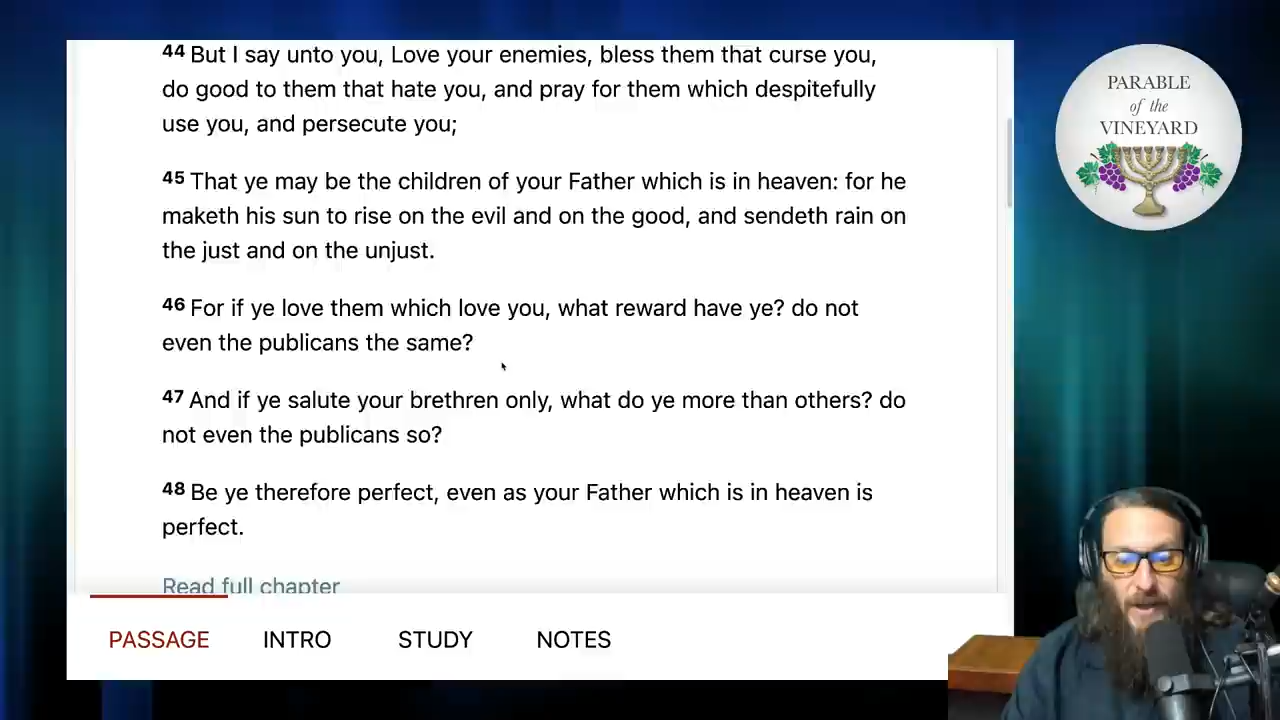 44 But I say unto you, Love your enemies, bless them that curse you,
do good to them that hate you, and pray for them which despitefully
use you, and persecute you;
45 That ye may be the children of your Father which is in heaven: for he
maketh his sun to rise on the evil and on the good, and sendeth rain on
the just and on the unjust.
46 For if ye love them which love you, what reward have ye? do not
even the publicans the same?
47 And if ye salute your brethren only, what do ye more than others? do
not even the publicans so?
48 Be ye therefore perfect, even as your Father which is in heaven is
perfect.
Read full chapter
PASSAGE INTRO STUDY NOTES
PARABLE
of the
VINEYARD